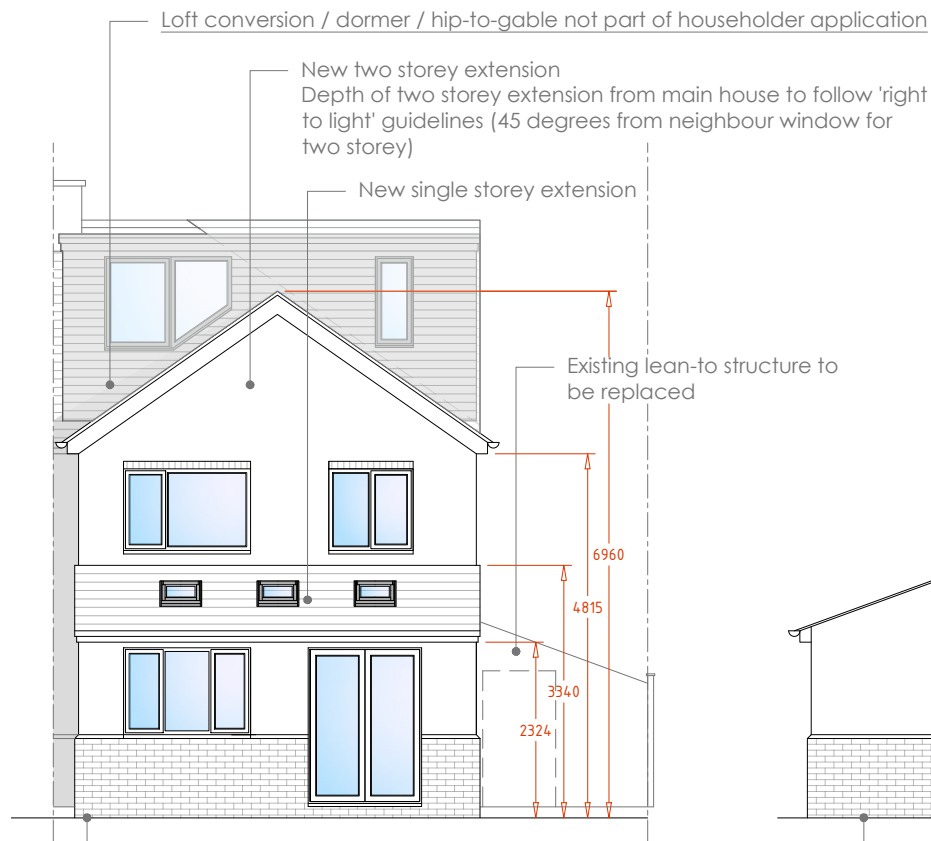 Loft conversion / dormer / hip-to-gable not part of householder application
New two storey extension
Depth of two storey extension from main house to follow 'right
to light' guidelines (45 degrees from neighbour window for
two storey)
New single storey extension
Existing lean-to structure to
be replaced
6960
4815
3340
2324